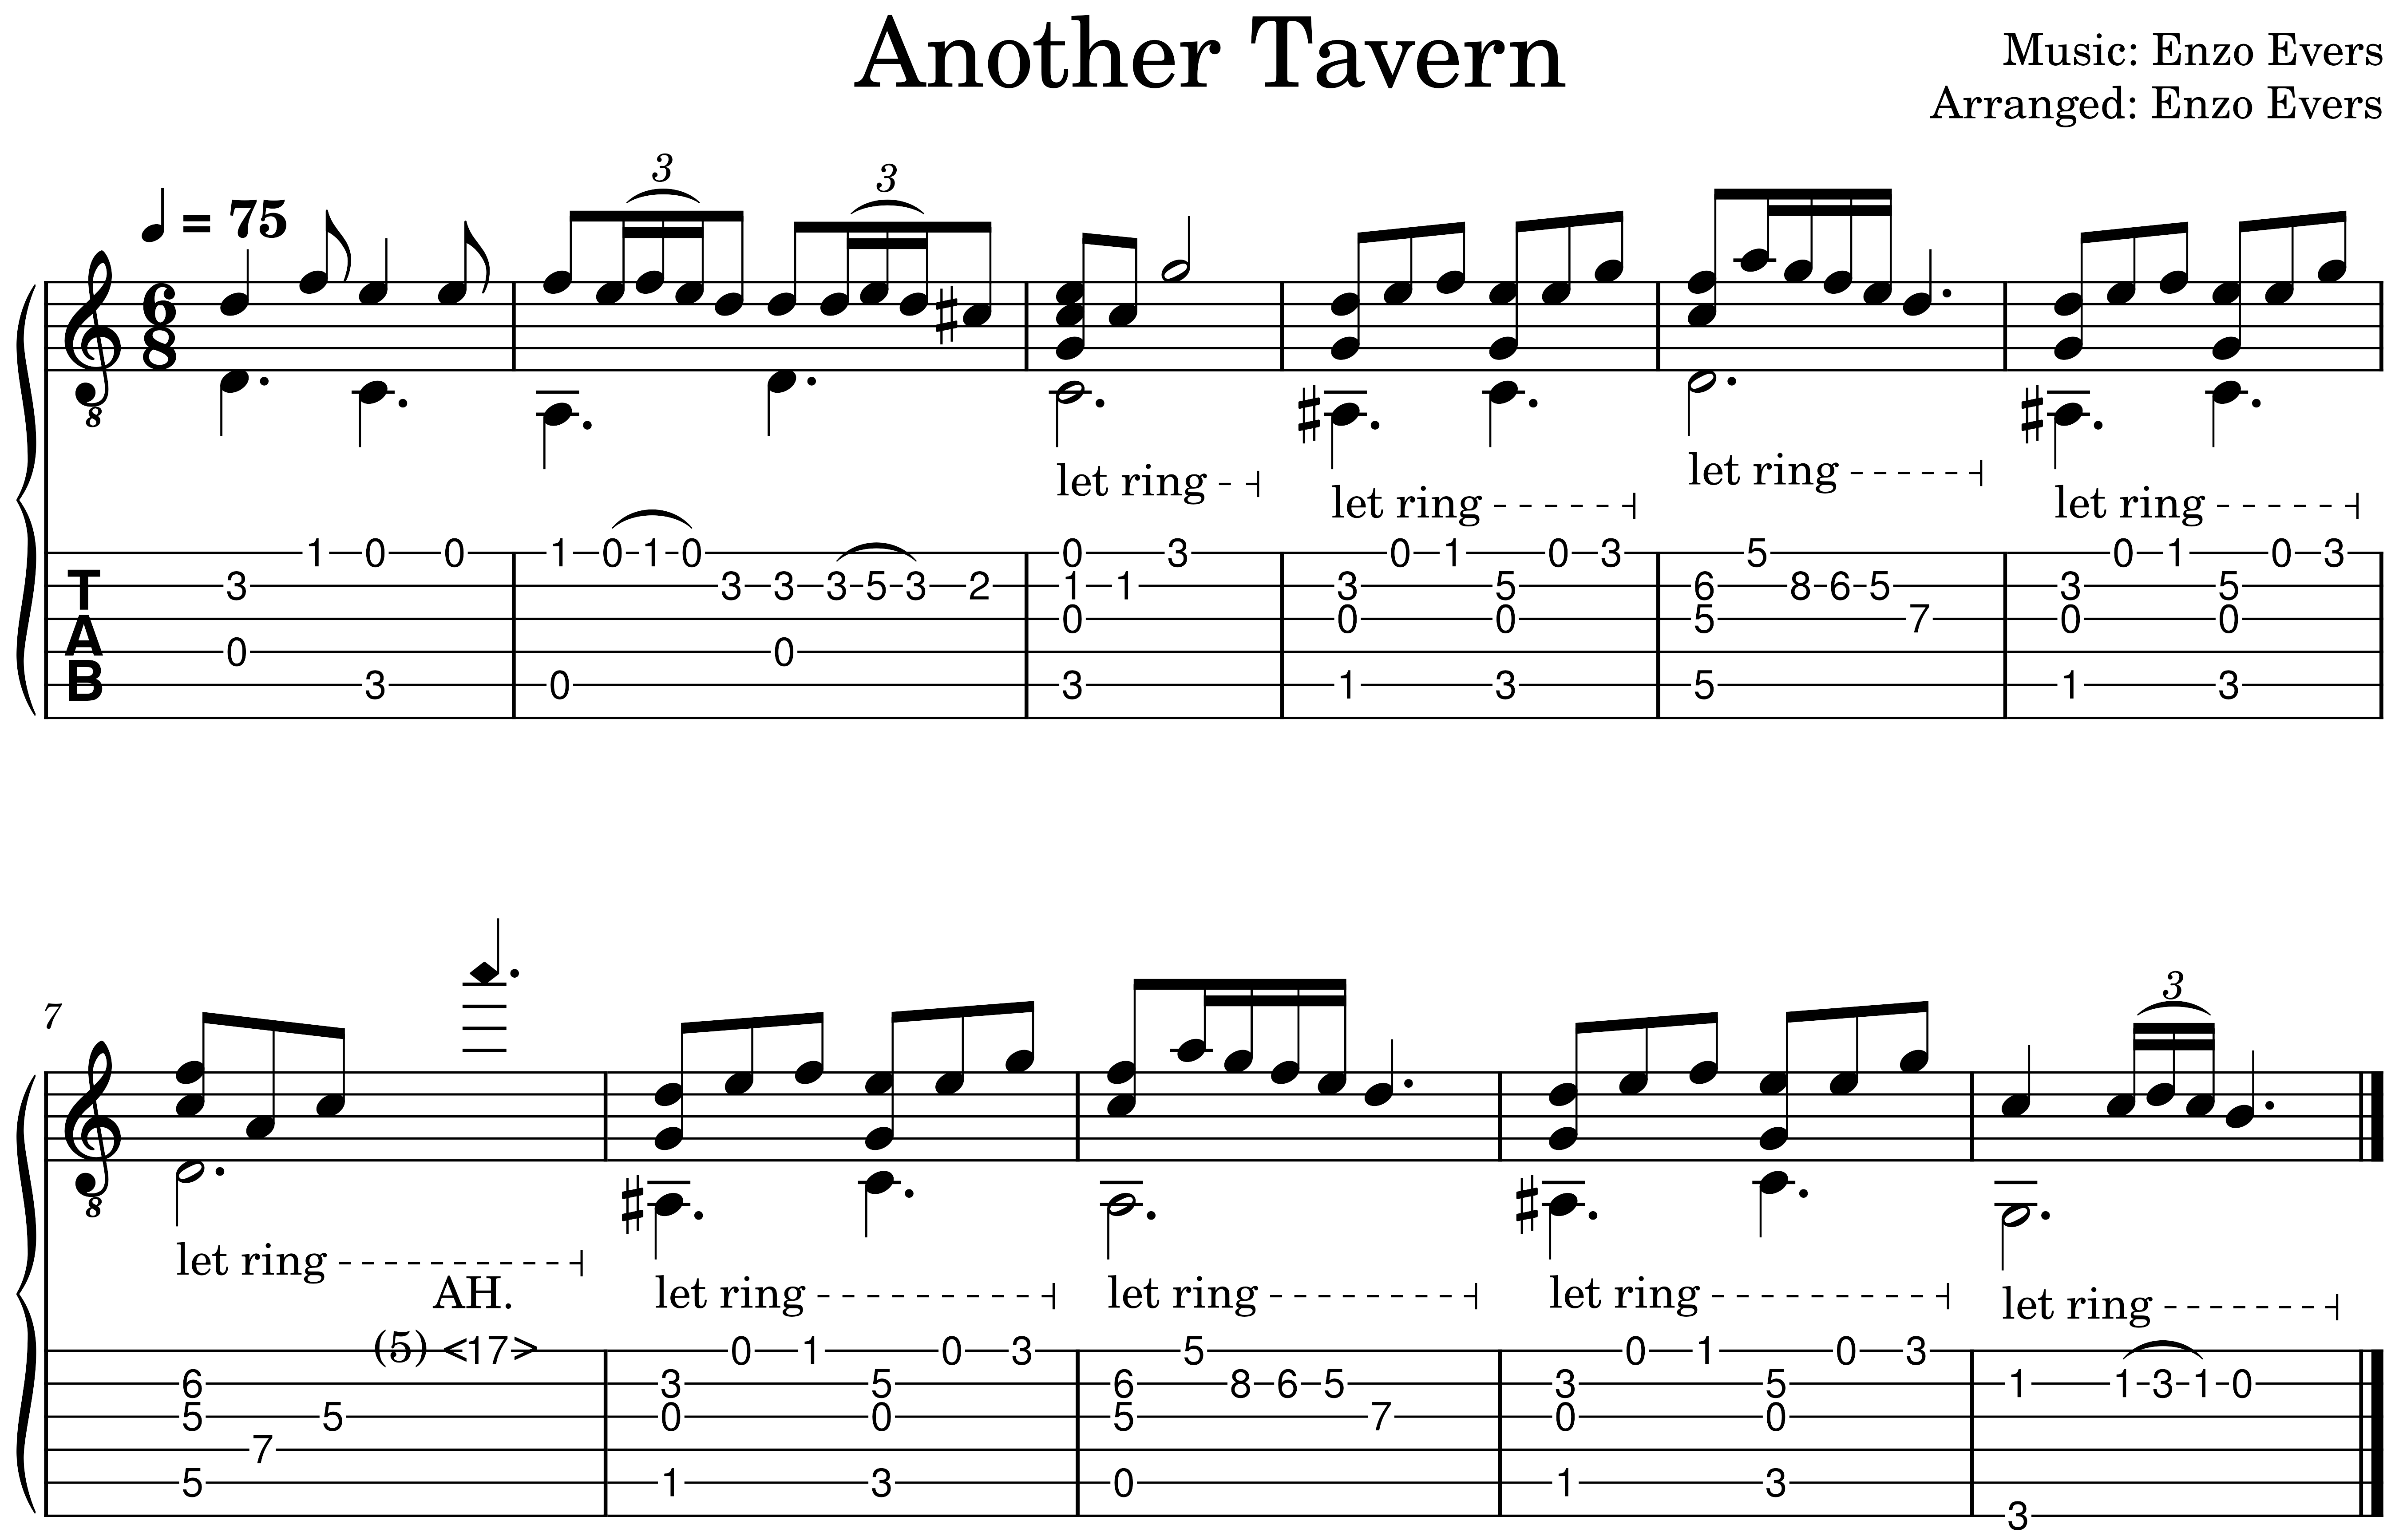 Another Tavern
Music: Enzo Evers
Arranged: Enzo Evers
= 75
3 3
6
8
8
let ring let ring let ring let ring
1 0 0 1 0 1 0 0 3 0 1 0 3 5 0 1 0 3
T 3 3 3 3 5 3 2 1 1 3 5 6 8 6 5 3 5
0 0 0 5 7 0 0
A 0 0
B 3 0 3 1 3 5 1 3
7
3
8
let ring let ring let ring let ring let ring
AH.
(5) <17> 0 1 0 3 5 0 1 0 3
6 3 5 6 8 6 5 3 5 1 1 3 1 0
5 5 0 0 5 7 0 0
7
5 1 3 0 1 3
3